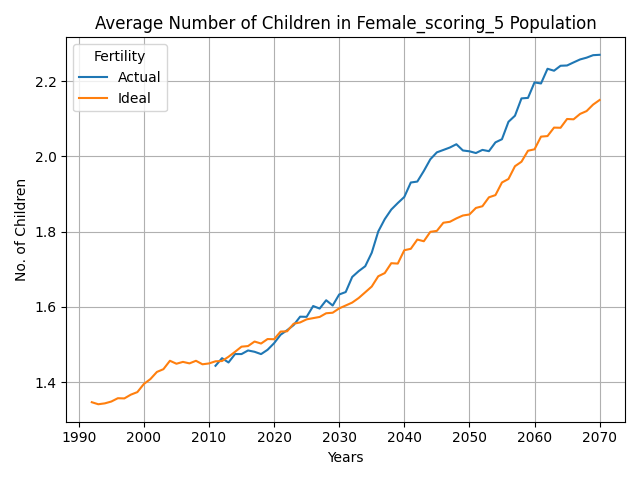 Average Number of Children in Female_scoring_5 Population
Fertility
Actual
Ideal
2.2
2.0
1.8
1.6
1.4
No. of Children
1990 2000 2010 2020 2030 2040 2050 2060 2070
Years